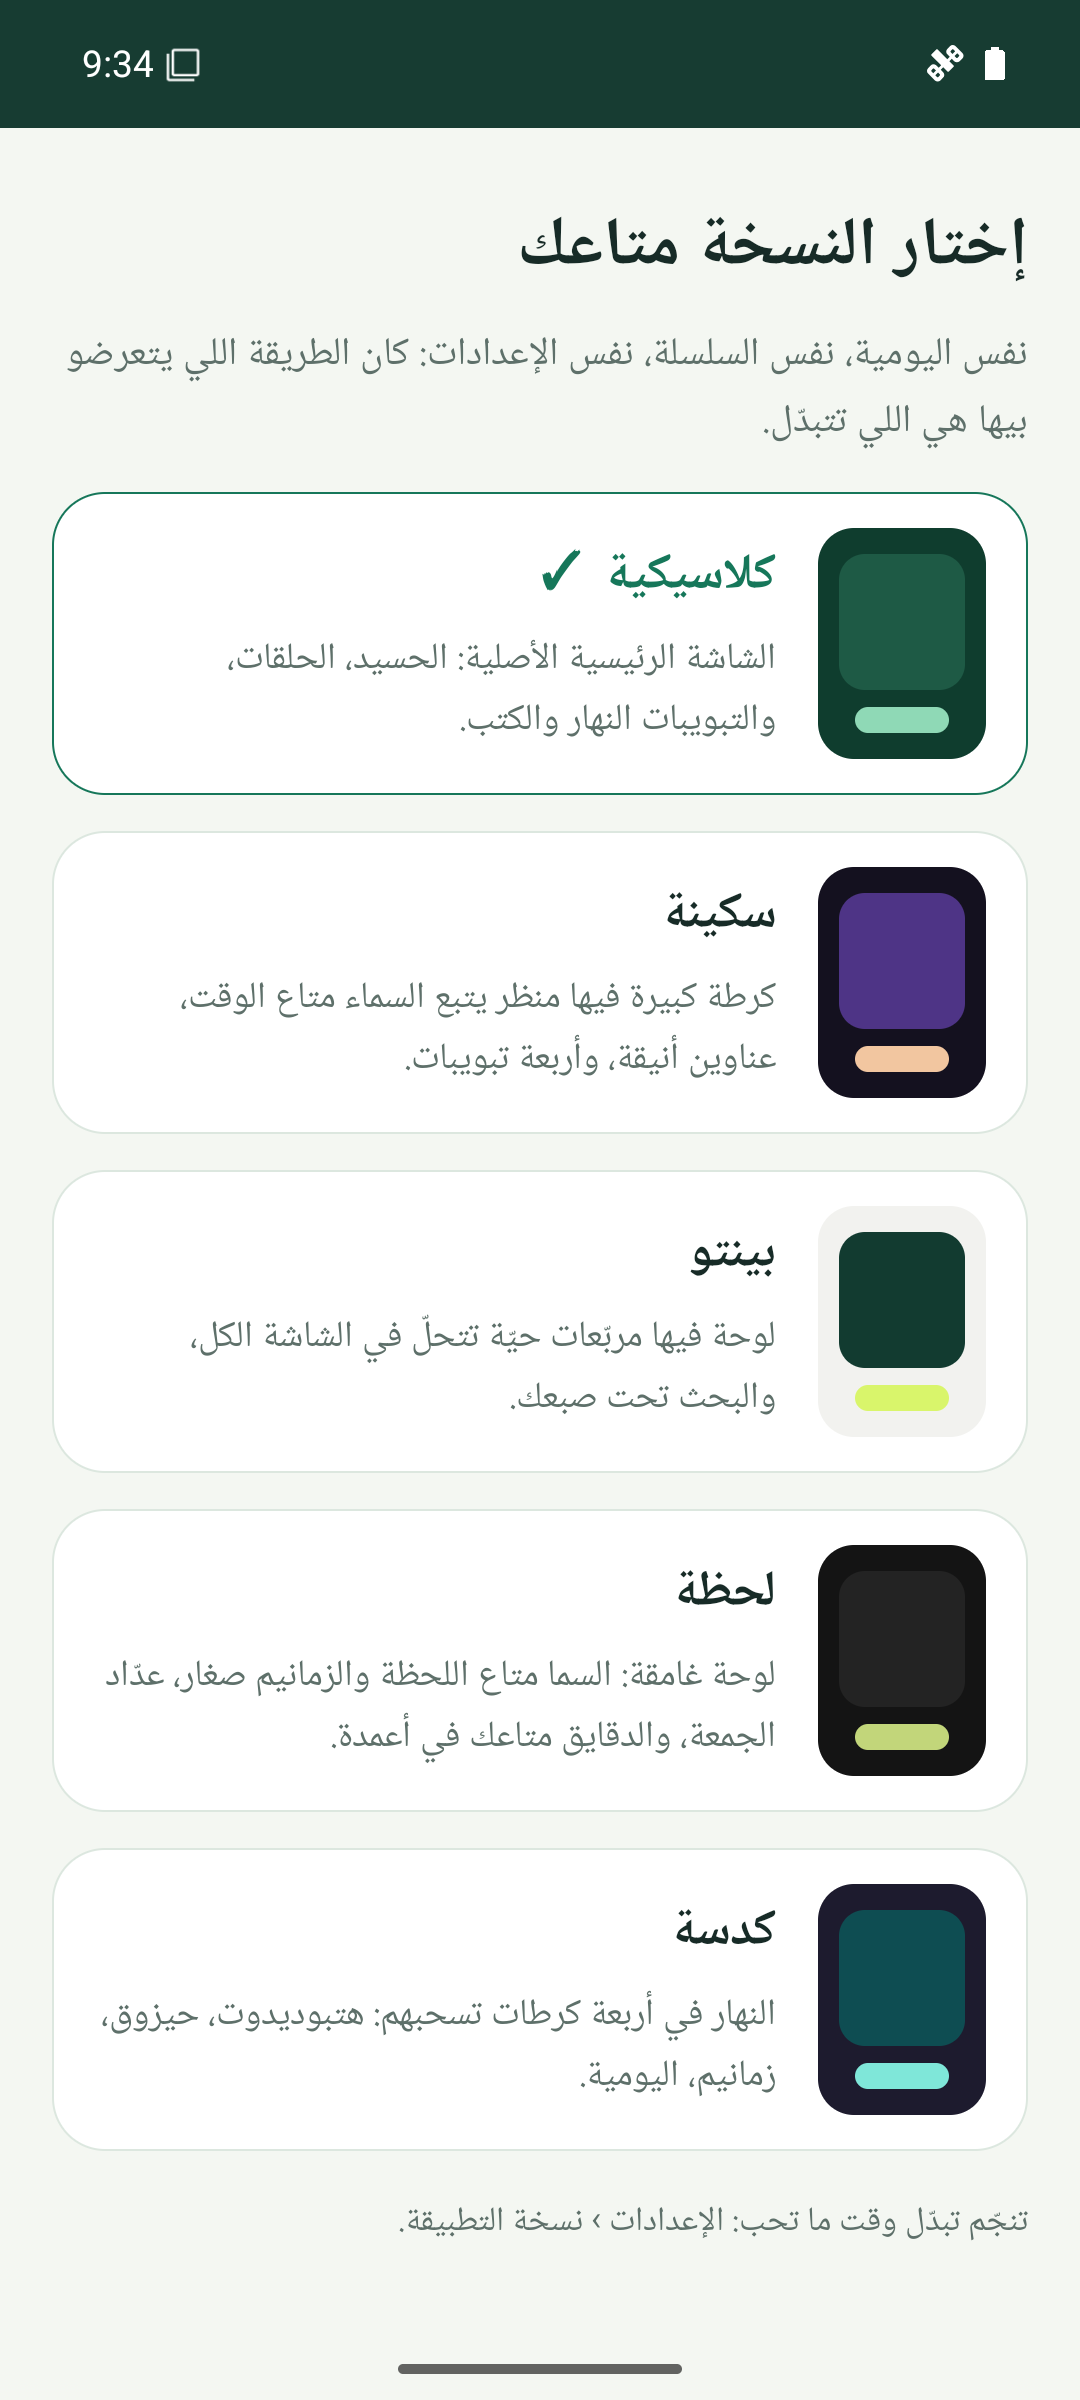 9:34
إختار النسخة متاعك
نفس اليومية، نفس السلسلة، نفس الإعدادات: كان الطريقة اللي يتعرضو
بيها هي اللي تتبدّل.
كلاسيكية ✓
الشاشة الرئيسية الأصلية: الحسيد، الحلقات،
والتبويبات النهار والكتب.
سكينة
كرطة كبيرة فيها منظر يتبع السماء متاع الوقت،
عناوين أنيقة، وأربعة تبويبات.
بينتو
لوحة فيها مربّعات حيّة تتحلّ في الشاشة الكل،
والبحث تحت صبعك.
لحظة
لوحة غامقة: السما متاع اللحظة والزمانيم صغار، عدّاد
الجمعة، والدقايق متاعك في أعمدة.
كدسة
النهار في أربعة كرطات تسحبهم: هتبوديدوت، حيزوق،
زمانيم، اليومية.
تنجّم تبدّل وقت ما تحب: الإعدادات › نسخة التطبيقة.